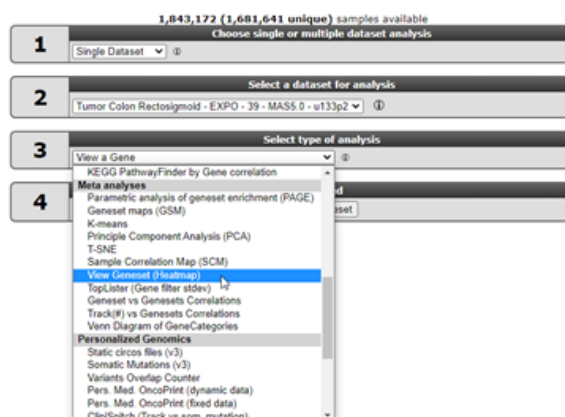 1,843,172 (1,681,641 unique) samples available
1
Choose single or multiple dataset analysis
Single Dataset
2
Select a dataset for analysis
Tumor Colon Rectosigmoid - EXPO - 39 - MAS5.0 - u133p2
3
Select type of analysis
View a Gene
KEGG PathwayFinder by Gene correlation
Meta analyses
Parametric analysis of geneset enrichment (PAGE)
Geneset maps (GSM)
K-means
Principle Component Analysis (PCA)
T-SNE
Sample Correlation Map (SCM)
View Geneset (Heatmap)
TopLister (Gene filter stdev)
Geneset vs Genesets Correlations
Track(#) vs Genesets Correlations
Venn Diagram of GeneCategories
Personalized Genomics
Static circos files (v3)
Somatic Mutations (v3)
Variants Overlap Counter
Pers. Med. OncoPrint (dynamic data)
Pers. Med. OncoPrint (fixed data)
4